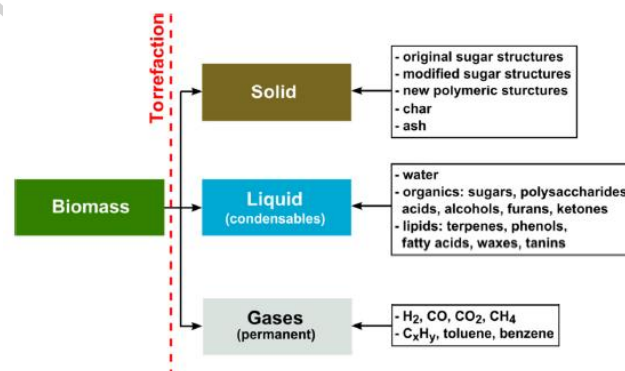 Torrefaction
Biomass
Solid
- original sugar structures
- modified sugar structures
- new polymeric sturctures
- char
- ash
Liquid
(condensables)
- water
- organics: sugars, polysaccharides
acids, alcohols, furans, ketones
- lipids: terpenes, phenols,
fatty acids, waxes, tanins
Gases
(permanent)
- H₂, CO, CO₂, CH₄
- CₓHᵧ, toluene, benzene